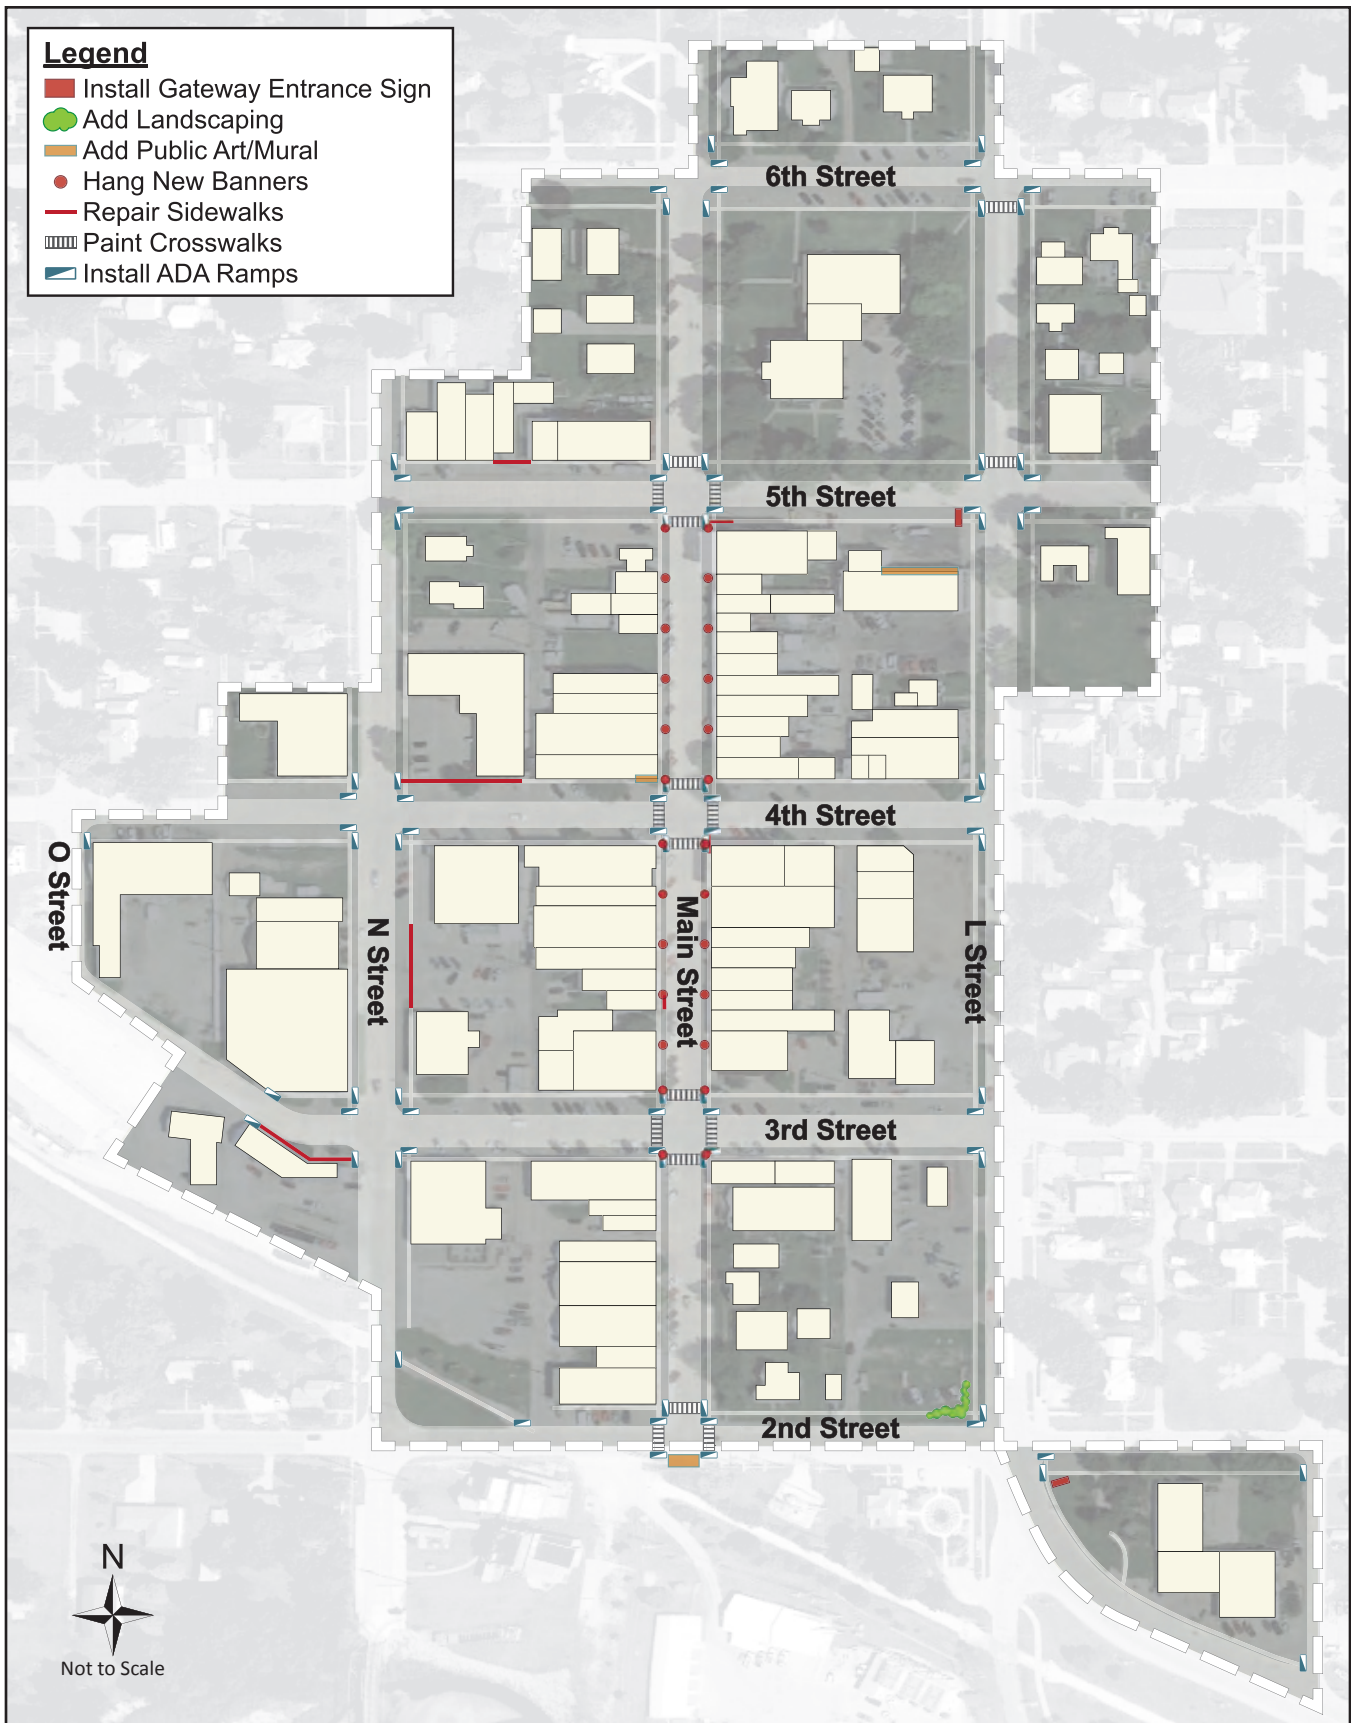 Legend
Install Gateway Entrance Sign
Add Landscaping
Add Public Art/Mural
Hang New Banners
Repair Sidewalks
Paint Crosswalks
Install ADA Ramps
6th Street
5th Street
4th Street
O Street
N Street
Main Street
L Street
3rd Street
2nd Street
N
Not to Scale